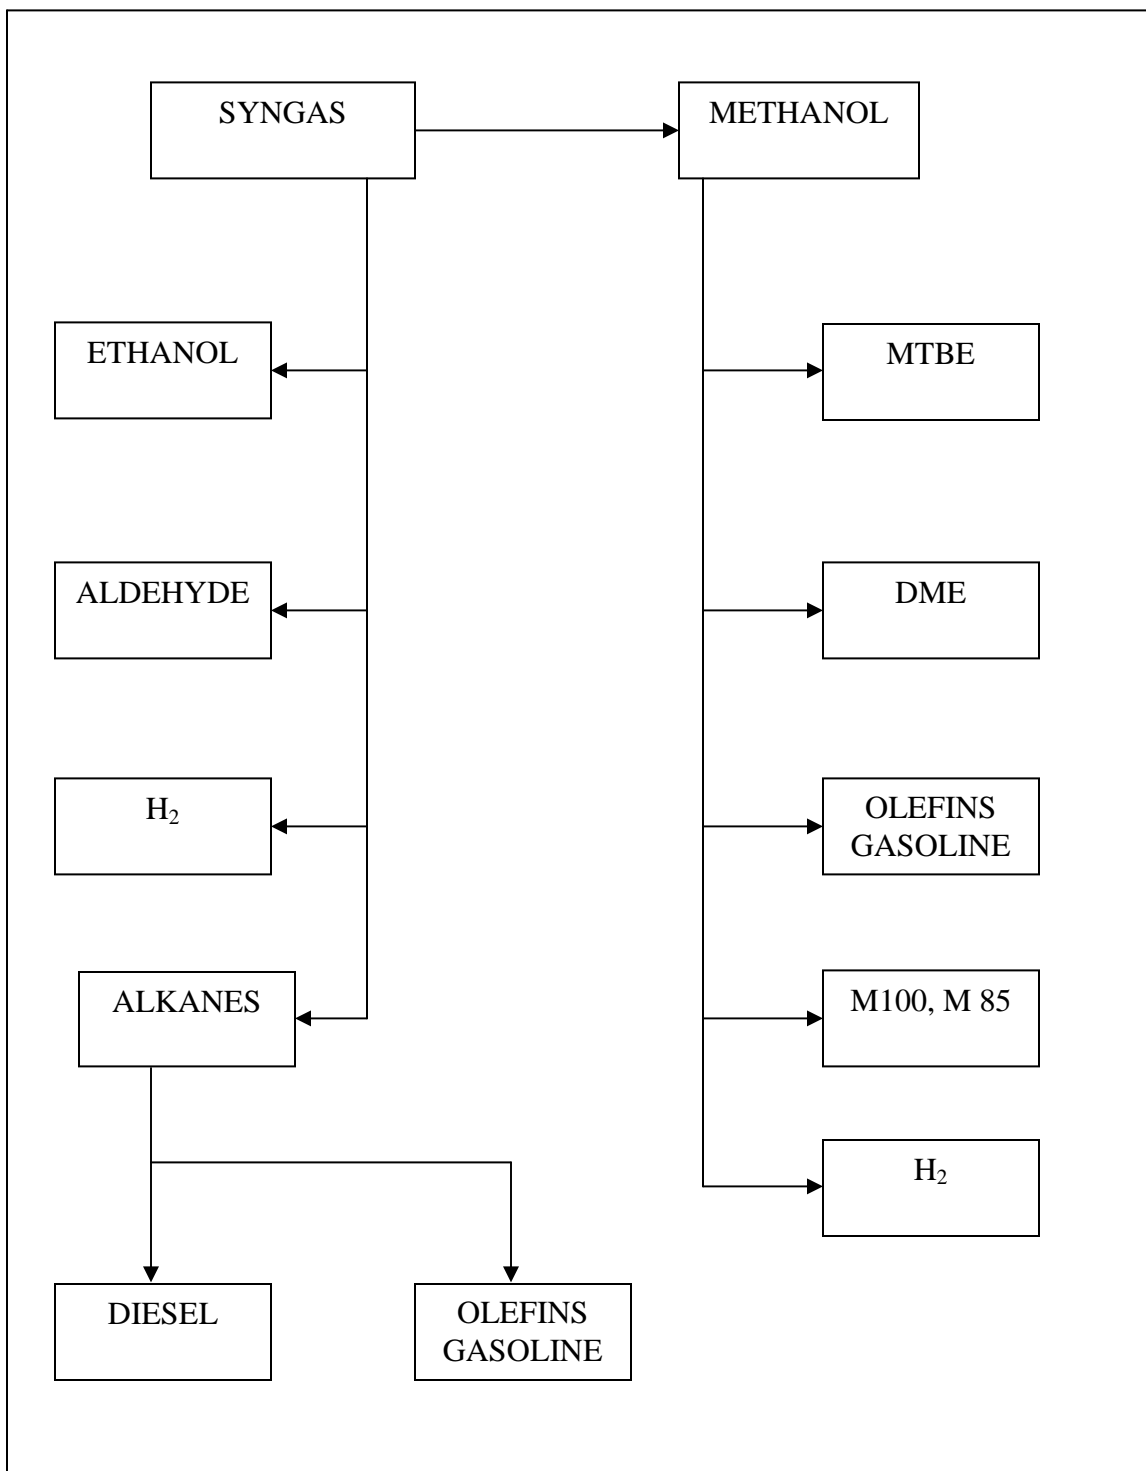 SYNGAS
METHANOL
ETHANOL
MTBE
ALDEHYDE
DME
H₂
OLEFINS
GASOLINE
ALKANES
M100, M 85
H₂
DIESEL
OLEFINS
GASOLINE